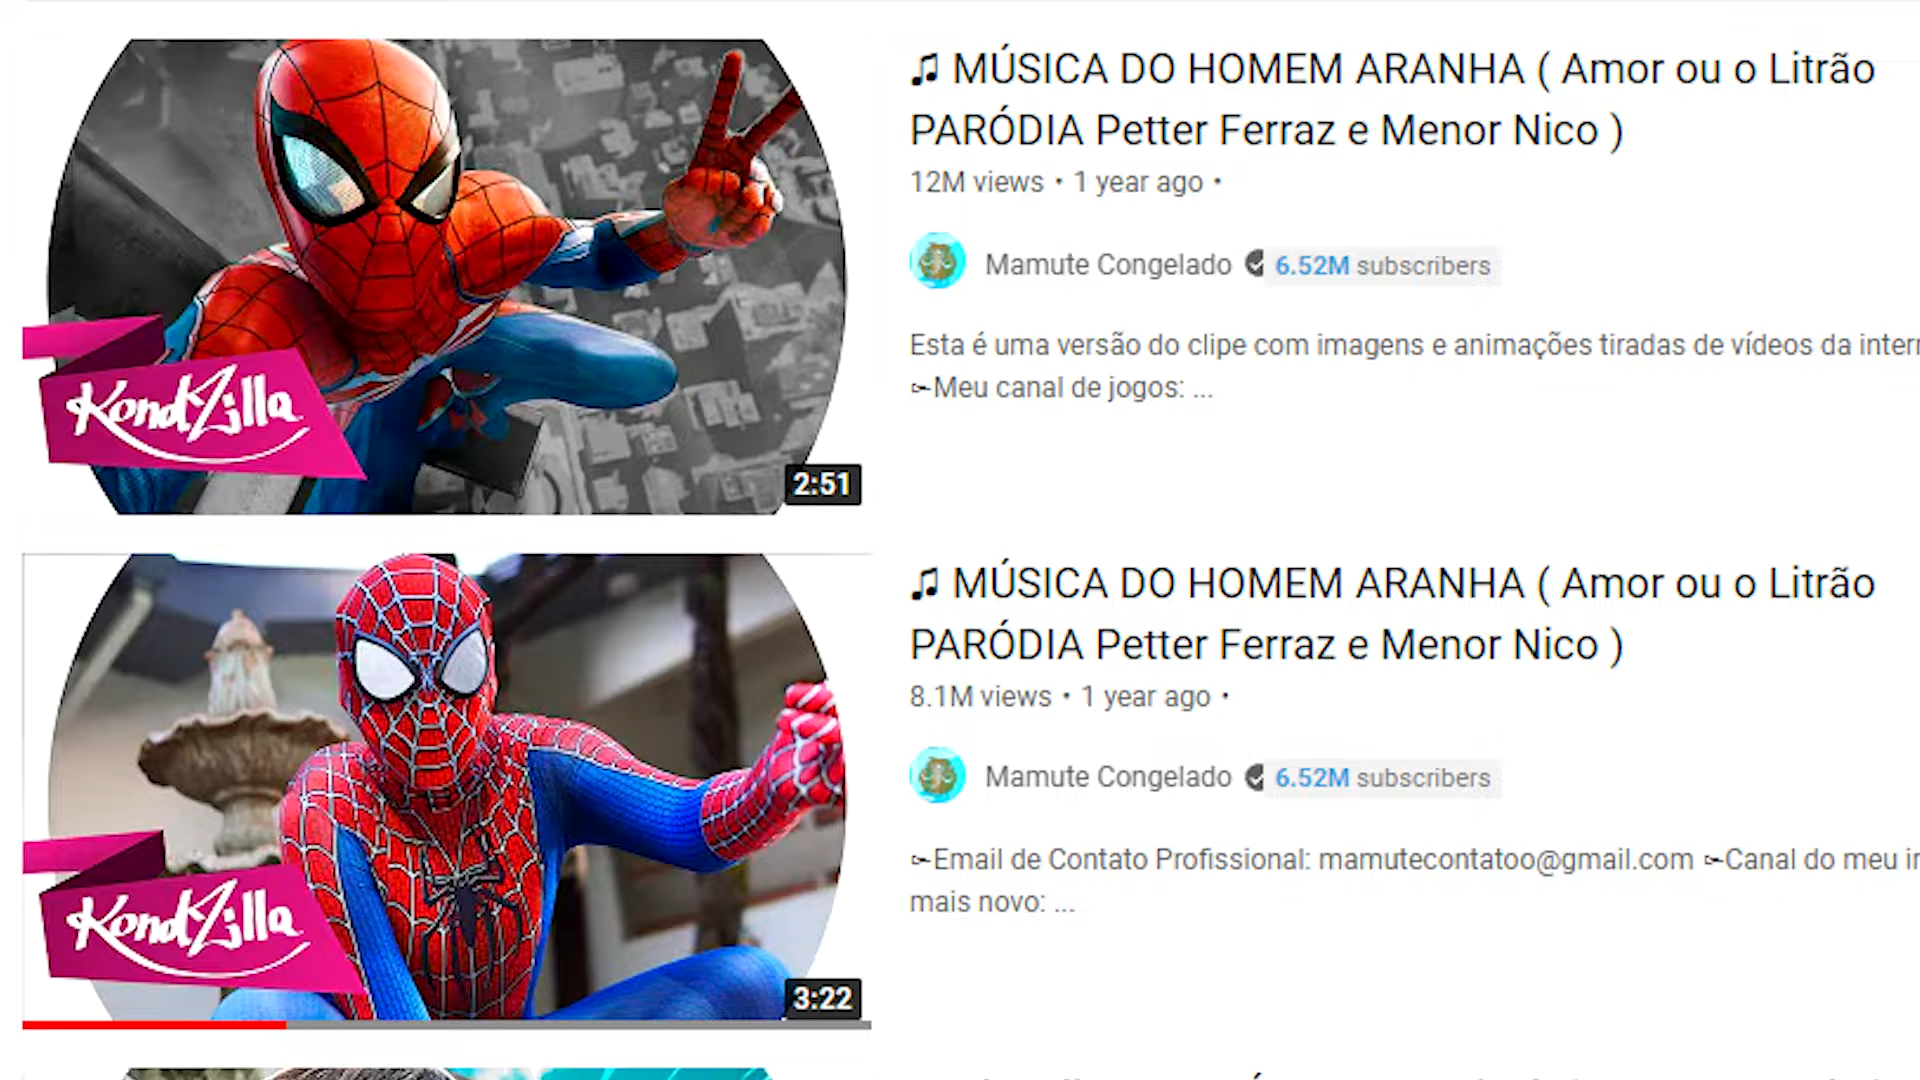 ♫ MÚSICA DO HOMEM ARANHA ( Amor ou o Litrão
PARÓDIA Petter Ferraz e Menor Nico )
12M views • 1 year ago •
Mamute Congelado 6.52M subscribers
Esta é uma versão do clipe com imagens e animações tiradas de vídeos da
➛Meu canal de jogos: ...
KondZilla
2:51
♫ MÚSICA DO HOMEM ARANHA ( Amor ou o Litrão
PARÓDIA Petter Ferraz e Menor Nico )
8.1M views • 1 year ago •
Mamute Congelado 6.52M subscribers
➛Email de Contato Profissional: mamutecontatoo@gmail.com ➛Canal do meu
mais novo: ...
KondZilla
3:22